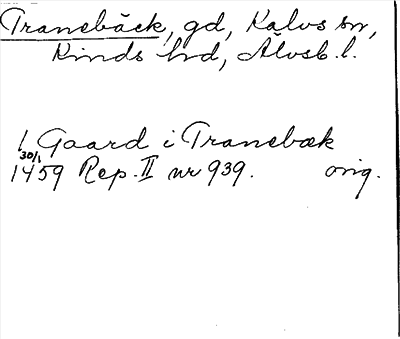 Tranebäck, gd, Kalvs sn,
Kinds hd, Älvsb. l.
1 Gaard i Tranebæk
30/1
1459 Rep. II nr 939. orig.